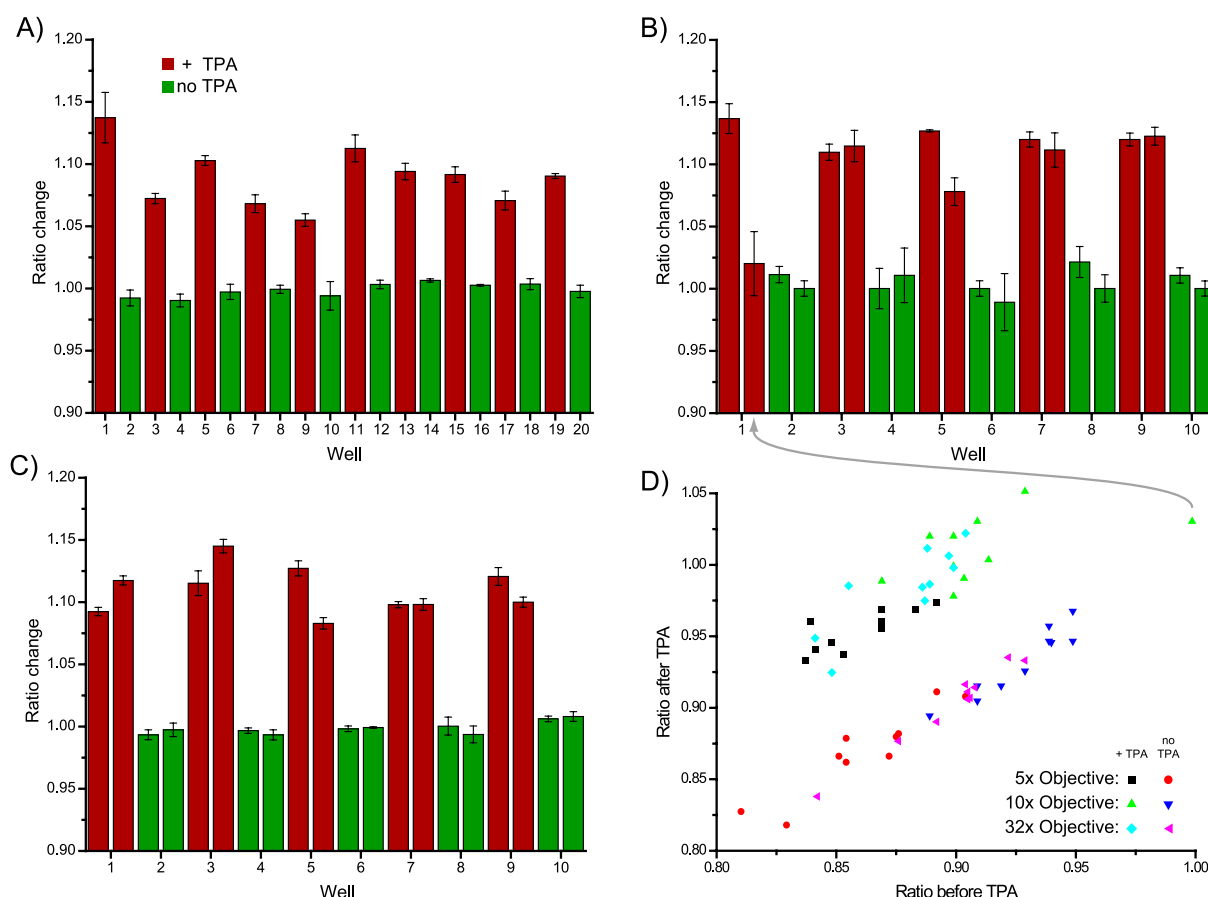 A)
1.20
1.15
1.10
1.05
1.00
0.95
0.90
Ratio change
+ TPA
no TPA
1 2 3 4 5 6 7 8 9 10 11 12 13 14 15 16 17 18 19 20
Well
B)
1.20
1.15
1.10
1.05
1.00
0.95
0.90
Ratio change
1 2 3 4 5 6 7 8 9 10
Well
C)
1.20
1.15
1.10
1.05
1.00
0.95
0.90
Ratio change
1 2 3 4 5 6 7 8 9 10
Well
D)
1.05
1.00
0.95
0.90
0.85
0.80
Ratio after TPA
+ TPA no TPA
5x Objective:
10x Objective:
32x Objective:
0.80 0.85 0.90 0.95 1.00
Ratio before TPA